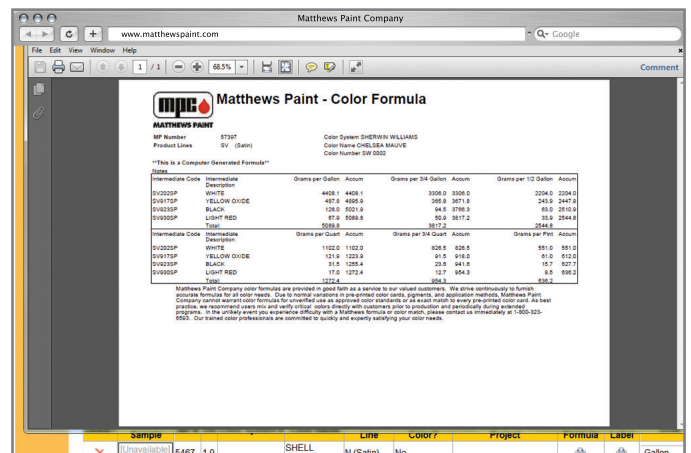 Matthews Paint Company
www.matthewspaint.com
Google
File Edit View Window Help
1 / 1
68.5%
Comment
mpc
MATTHEWS PAINT
Matthews Paint - Color Formula
MP Number 57397
Product Lines SV (Satin)
Color System SHERWIN WILLIAMS
Color Name CHELSEA MAUVE
Color Number SW 0002
**This is a Computer Generated Formula**
Notes
Intermediate Code Intermediate Description Grams per Gallon Accum Grams per 3/4 Gallon Accum Grams per 1/2 Gallon Accum
SV202SP WHITE 4408.1 4408.1 3306.0 3306.0 2204.0 2204.0
SV917SP YELLOW OXIDE 487.8 4895.9 365.8 3671.8 243.9 2447.9
SV923SP BLACK 126.0 5021.9 94.5 3766.3 63.0 2510.9
SV930SP LIGHT RED 67.9 5089.8 50.9 3817.2 33.9 2544.8
Total: 5089.8 3817.2 2544.8
Intermediate Code Intermediate Description Grams per Quart Accum Grams per 3/4 Quart Accum Grams per Pint Accum
SV202SP WHITE 1102.0 1102.0 826.5 826.5 551.0 551.0
SV917SP YELLOW OXIDE 121.9 1223.9 91.5 918.0 61.0 612.0
SV923SP BLACK 31.5 1255.4 23.6 941.6 15.7 627.7
SV930SP LIGHT RED 17.0 1272.4 12.7 954.3 8.5 636.2
Total: 1272.4 954.3 636.2
Matthews Paint Company color formulas are provided in good faith as a service to our valued customers. We strive continuously to furnish
accurate formulas for all color needs. Due to normal variations in pre-printed color cards, pigments, and application methods, Matthews Paint
Company cannot warrant color formulas for unverified use as approved color standards or as exact match to every pre-printed color card. As best
practice, we recommend users mix and verify critical colors directly with customers prior to production and periodically during extended
programs. In the unlikely event you experience difficulty with a Matthews formula or color match, please contact us immediately at 1-800-323-
6593. Our trained color professionals are committed to quickly and expertly satisfying your color needs.
Sample Line Color? Project Formula Label
[Unavailable] 5467 1.0 SHELL N (Satin) No Gallon